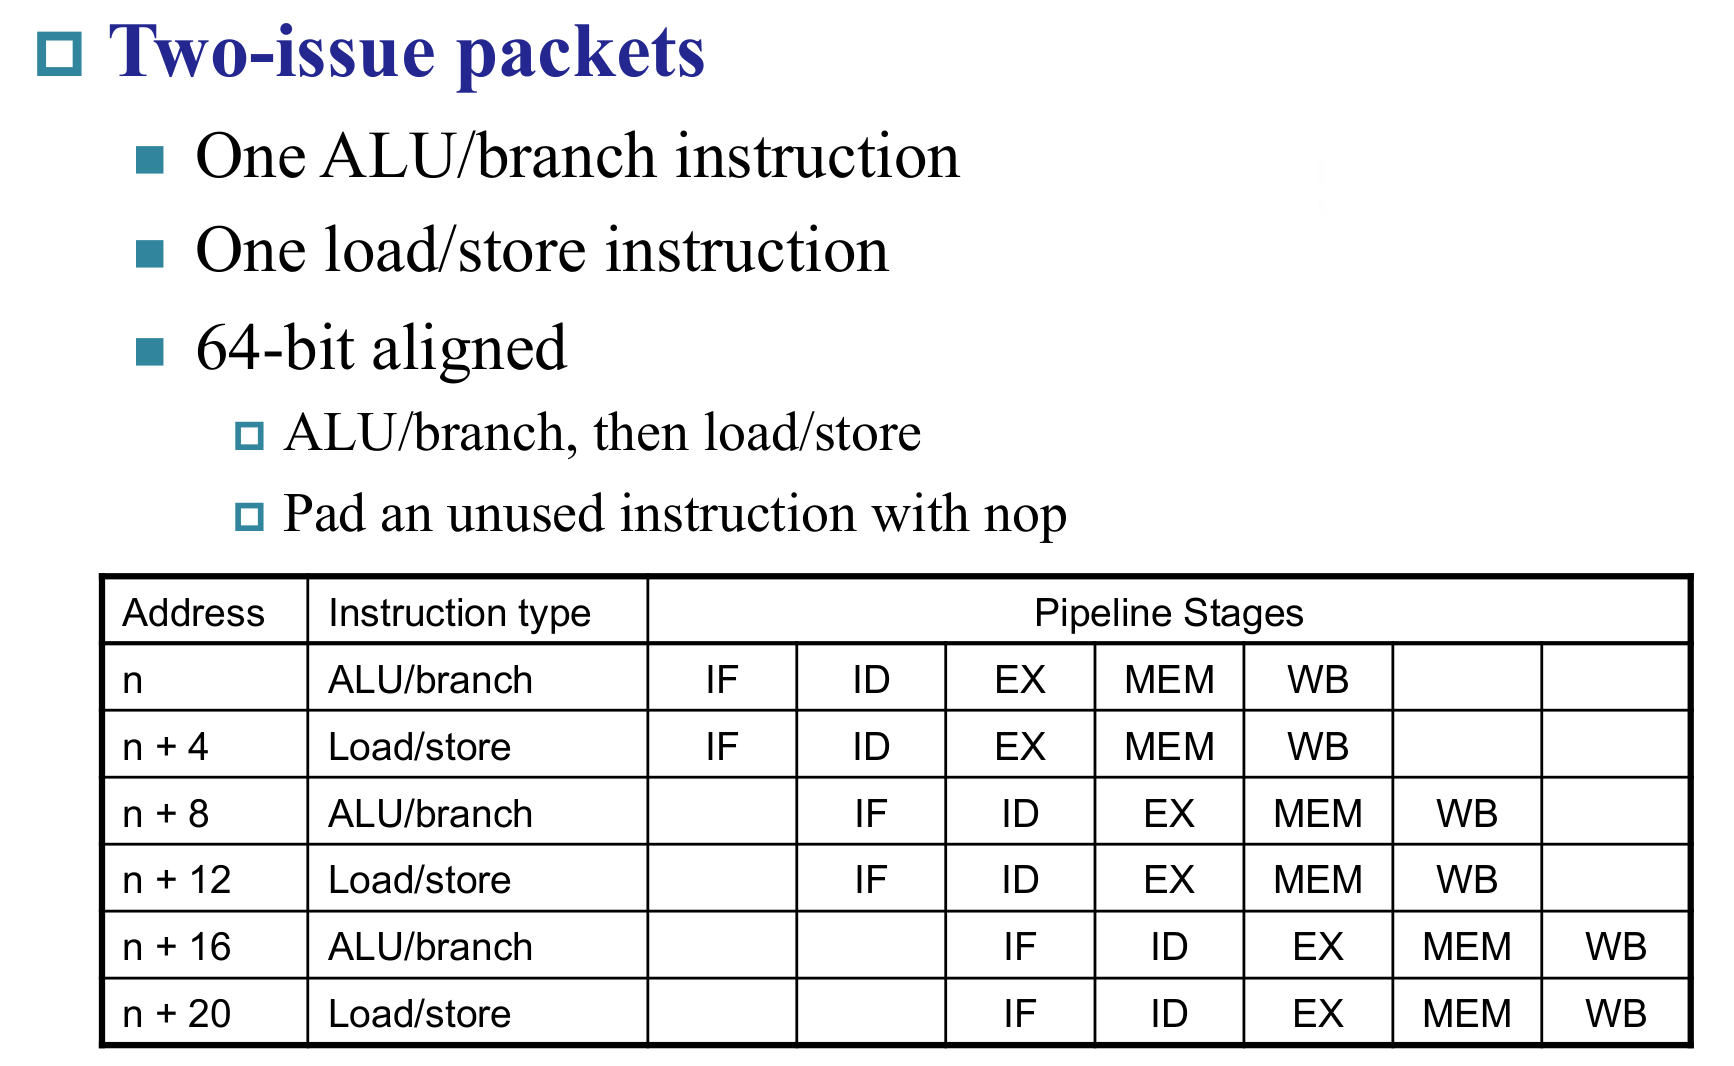 Two-issue packets
One ALU/branch instruction
One load/store instruction
64-bit aligned
ALU/branch, then load/store
Pad an unused instruction with nop
Address Instruction type Pipeline Stages
n ALU/branch IF ID EX MEM WB
n + 4 Load/store IF ID EX MEM WB
n + 8 ALU/branch IF ID EX MEM WB
n + 12 Load/store IF ID EX MEM WB
n + 16 ALU/branch IF ID EX MEM WB
n + 20 Load/store IF ID EX MEM WB